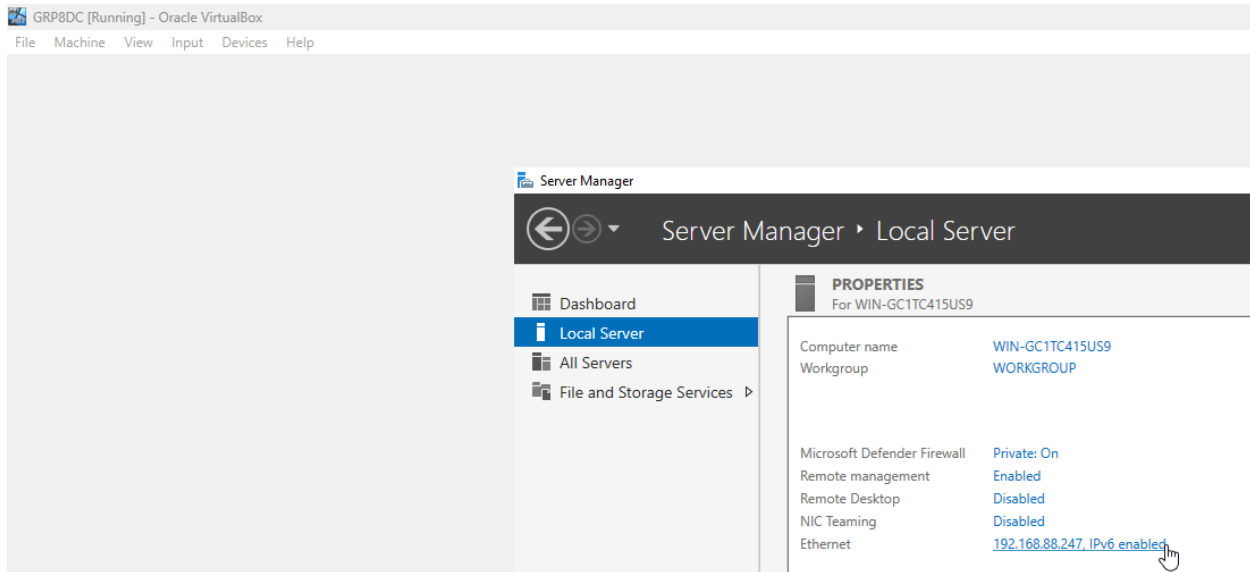 GRP8DC [Running] - Oracle VirtualBox
File Machine View Input Devices Help
Server Manager
Server Manager ‣ Local Server
Dashboard
Local Server
All Servers
File and Storage Services
PROPERTIES
For WIN-GC1TC415US9
Computer name WIN-GC1TC415US9
Workgroup WORKGROUP
Microsoft Defender Firewall Private: On
Remote management Enabled
Remote Desktop Disabled
NIC Teaming Disabled
Ethernet 192.168.88.247, IPv6 enabled